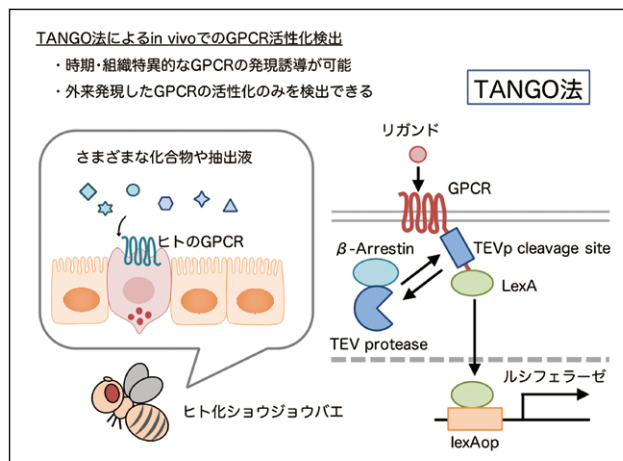 TANGO法によるin vivoでのGPCR活性化検出
・時期・組織特異的なGPCRの発現誘導が可能
・外来発現したGPCRの活性化のみを検出できる
TANGO法
さまざまな化合物や抽出液
ヒトのGPCR
ヒト化ショウジョウバエ
リガンド
GPCR
β-Arrestin
TEVp cleavage site
LexA
TEV protease
ルシフェラーゼ
lexAop